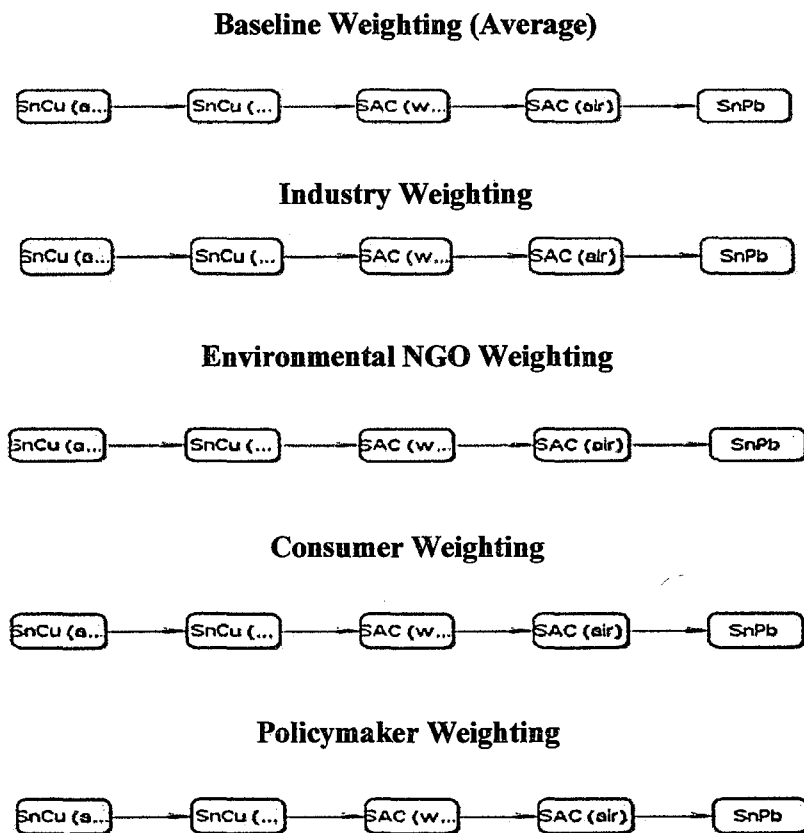 Baseline Weighting (Average)
SnCu (a... SnCu (... SAC (w... SAC (air) SnPb
Industry Weighting
SnCu (a... SnCu (... SAC (w... SAC (air) SnPb
Environmental NGO Weighting
SnCu (a... SnCu (... SAC (w... SAC (air) SnPb
Consumer Weighting
SnCu (a... SnCu (... SAC (w... SAC (air) SnPb
Policymaker Weighting
SnCu (a... SnCu (... SAC (w... SAC (air) SnPb